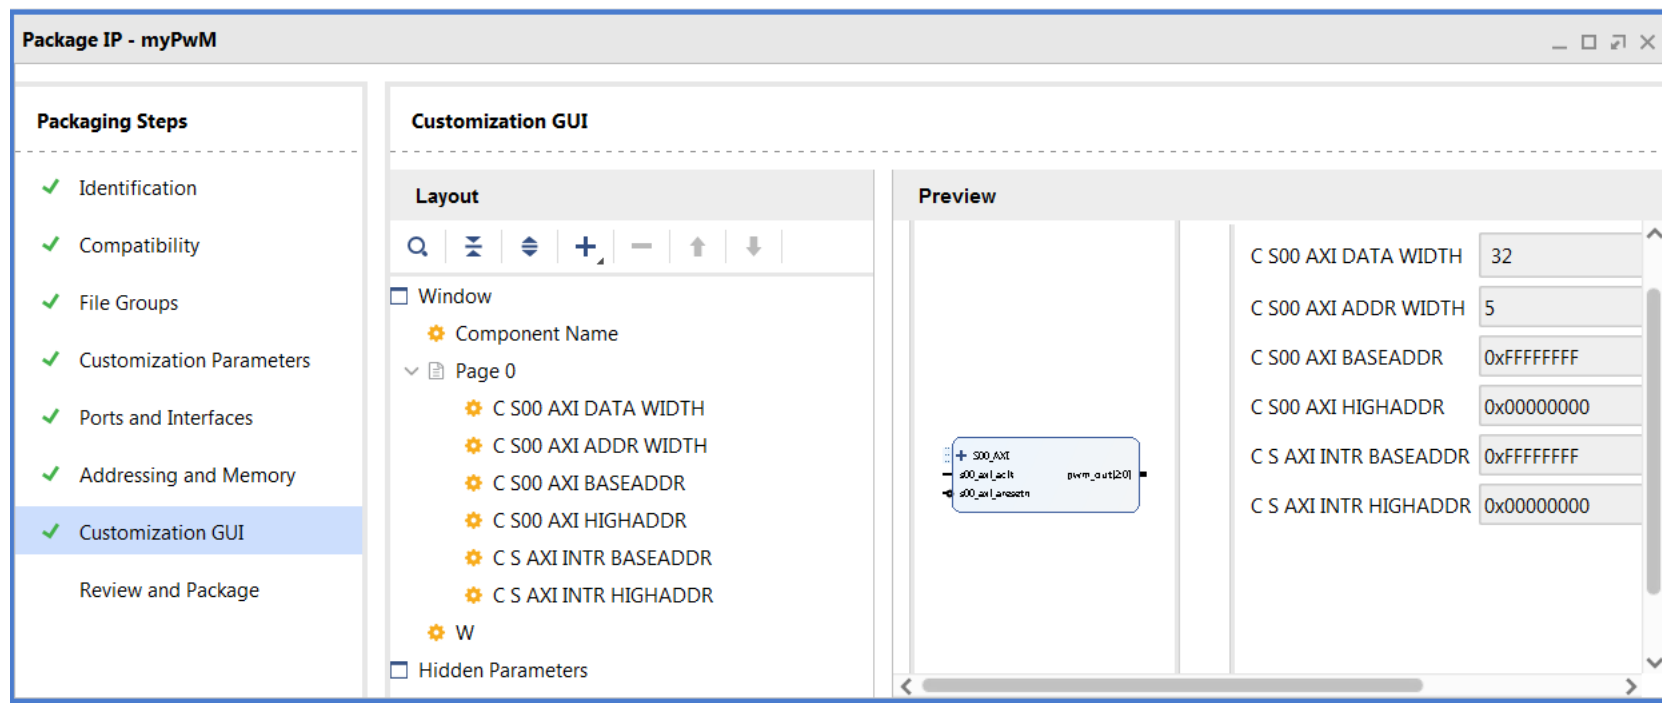 Package IP - myPwM
Packaging Steps
Identification
Compatibility
File Groups
Customization Parameters
Ports and Interfaces
Addressing and Memory
Customization GUI
Review and Package
Customization GUI
Layout
Window
Component Name
Page 0
C S00 AXI DATA WIDTH
C S00 AXI ADDR WIDTH
C S00 AXI BASEADDR
C S00 AXI HIGHADDR
C S AXI INTR BASEADDR
C S AXI INTR HIGHADDR
W
Hidden Parameters
Preview
S00_AXI
s00_axi_aclk pwm_out[2:0]
s00_axi_aresetn
C S00 AXI DATA WIDTH 32
C S00 AXI ADDR WIDTH 5
C S00 AXI BASEADDR 0xFFFFFFFF
C S00 AXI HIGHADDR 0x00000000
C S AXI INTR BASEADDR 0xFFFFFFFF
C S AXI INTR HIGHADDR 0x00000000